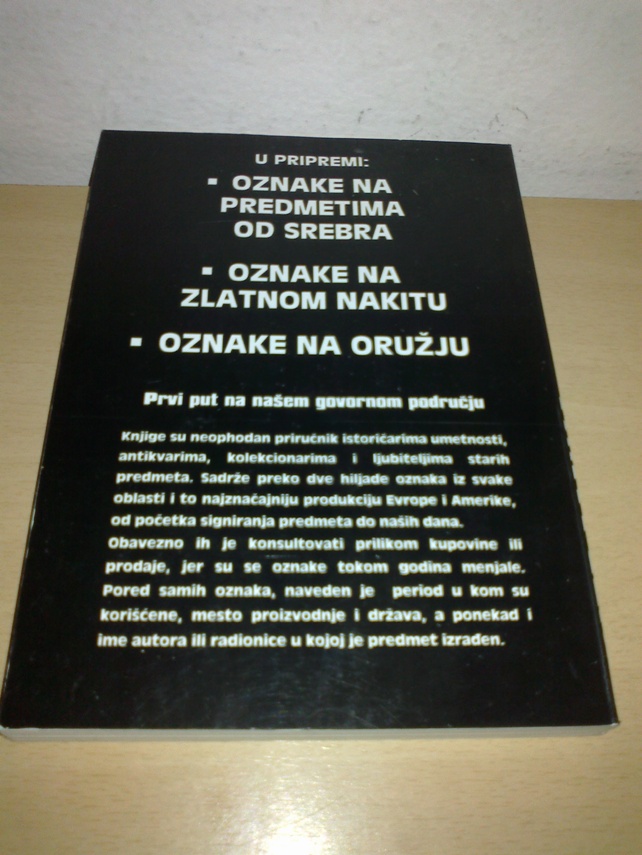 U PRIPREMI:
▪ OZNAKE NA
PREDMETIMA
OD SREBRA
▪ OZNAKE NA
ZLATNOM NAKITU
▪ OZNAKE NA ORUŽJU
Prvi put na našem govornom području
Knjige su neophodan priručnik istoričarima umetnosti,
antikvarima, kolekcionarima i ljubiteljima starih
predmeta. Sadrže preko dve hiljade oznaka iz svake
oblasti i to najznačajniju produkciju Evrope i Amerike,
od početka signiranja predmeta do naših dana.
Obavezno ih je konsultovati prilikom kupovine ili
prodaje, jer su se oznake tokom godina menjale.
Pored samih oznaka, naveden je period u kom su
korišćene, mesto proizvodnje i država, a ponekad i
ime autora ili radionice u kojoj je predmet izrađen.